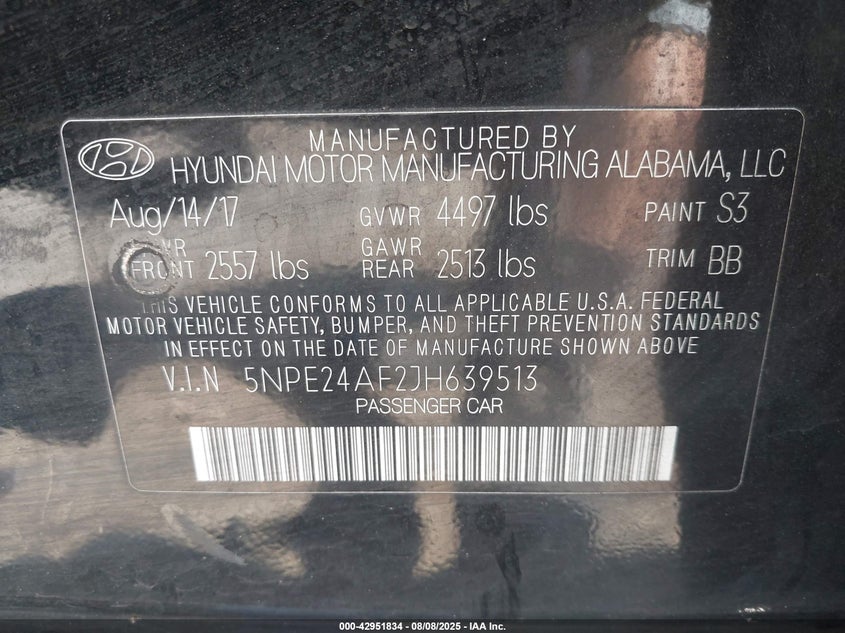 MANUFACTURED BY
HYUNDAI MOTOR MANUFACTURING ALABAMA, LLC
Aug/14/17 GVWR 4497 lbs PAINT S3
WR FRONT 2557 lbs GAWR REAR 2513 lbs TRIM BB
THIS VEHICLE CONFORMS TO ALL APPLICABLE U.S.A. FEDERAL
MOTOR VEHICLE SAFETY, BUMPER, AND THEFT PREVENTION STANDARDS
IN EFFECT ON THE DATE OF MANUFACTURE SHOWN ABOVE
V.I.N 5NPE24AF2JH639513
PASSENGER CAR
000-42951834 - 08/08/2025 - IAA Inc.